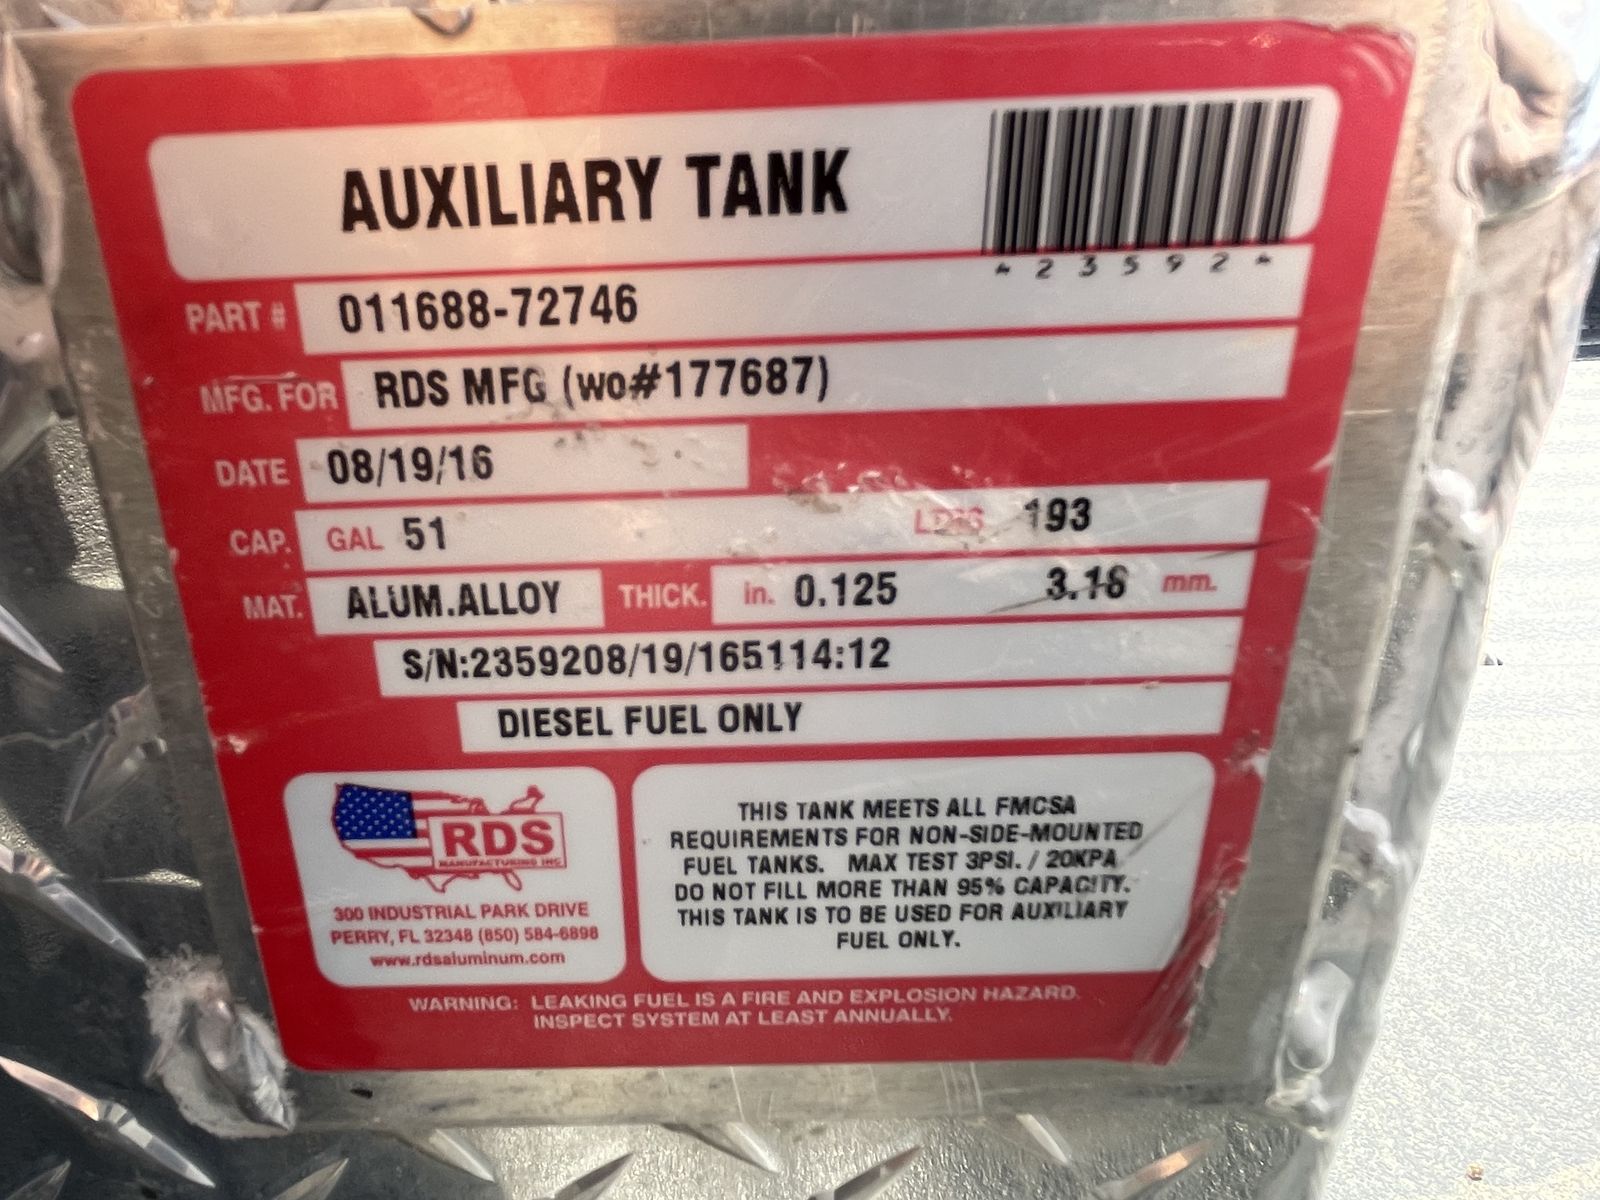 AUXILIARY TANK
*235924
PART # 011688-72746
MFG. FOR RDS MFG (wo#177687)
DATE 08/19/16
CAP. GAL 51 193
MAT. ALUM.ALLOY THICK. in. 0.125 3.18 mm.
S/N:2359208/19/165114:12
DIESEL FUEL ONLY
RDS
MANUFACTURING INC
300 INDUSTRIAL PARK DRIVE
PERRY, FL 32348 (850) 584-6898
www.rdsaluminum.com
THIS TANK MEETS ALL FMCSA
REQUIREMENTS FOR NON-SIDE-MOUNTED
FUEL TANKS. MAX TEST 3PSI. / 20KPA
DO NOT FILL MORE THAN 95% CAPACITY.
THIS TANK IS TO BE USED FOR AUXILIARY
FUEL ONLY.
WARNING: LEAKING FUEL IS A FIRE AND EXPLOSION HAZARD.
INSPECT SYSTEM AT LEAST ANNUALLY.